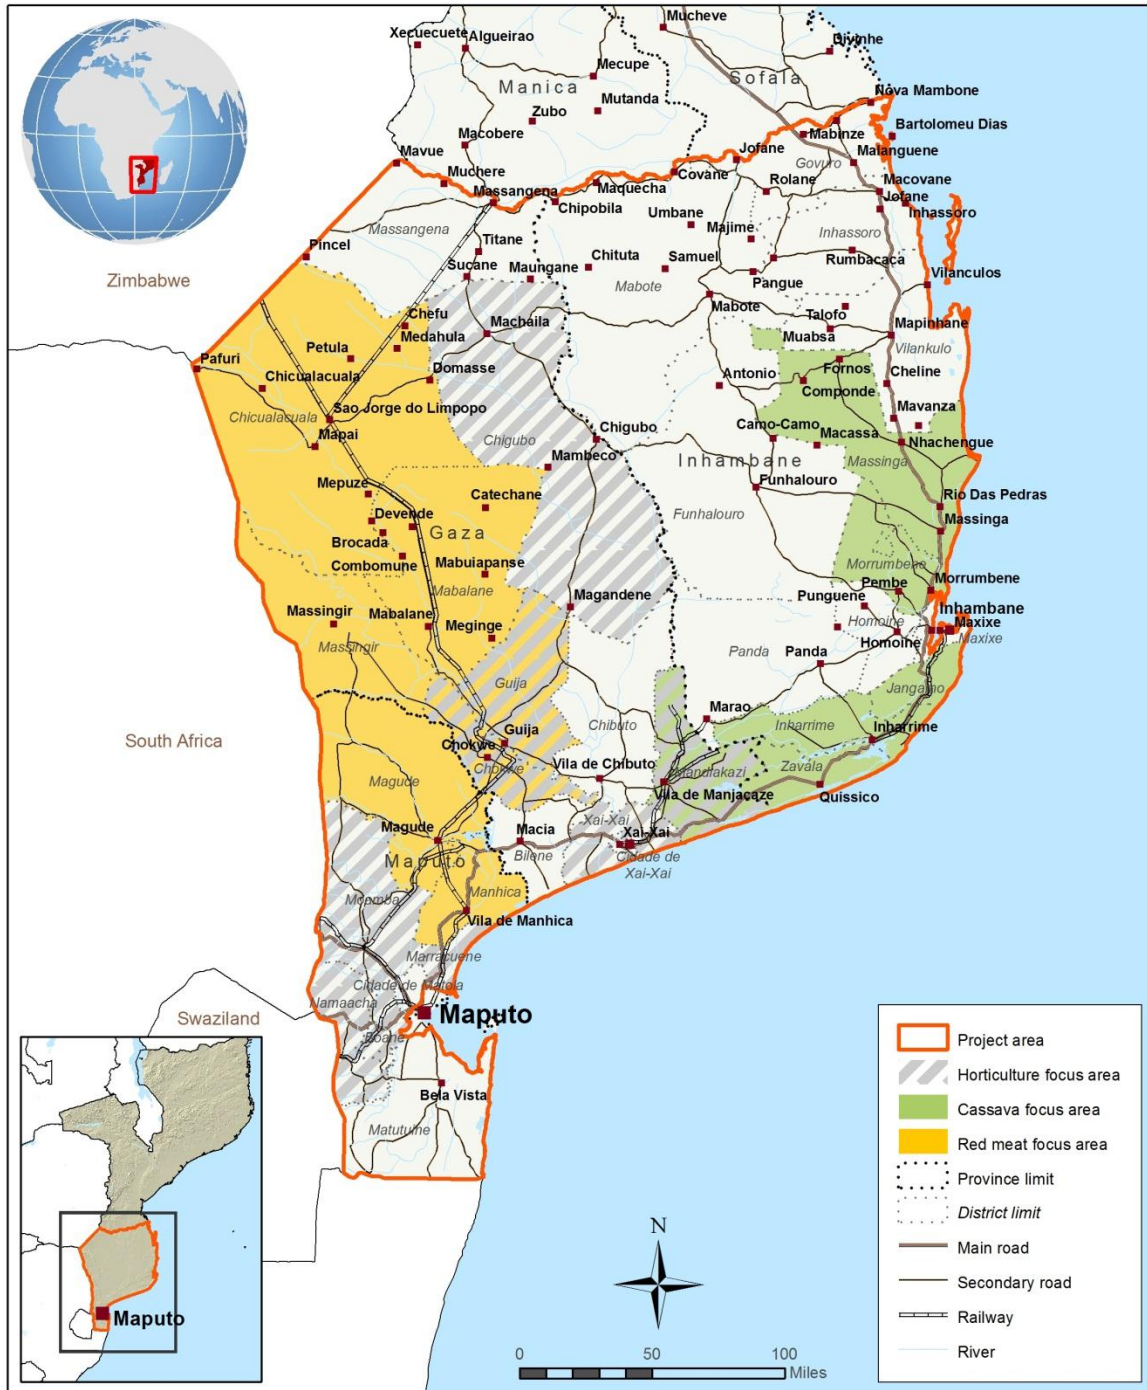 Mucheve
Xecuecuete
Algueirao
Divinhe
Mecupe
Sofala
Manica
Nova Mambone
Mutanda
Zubo
Bartolomeu Dias
Macobere
Mabinze
Mavue
Jofane
Malanguene
Govuro
Muchere
Covane
Rolane
Macovane
Massangena
Maquecha
Jofane
Chipobila
Inhassoro
Umbane
Majime
Massangena
Titane
Inhassoro
Pincel
Chituta
Samuel
Rumbacaca
Sucane
Maungane
Zimbabwe
Vilanculos
Pangue
Mabote
Mabote
Talofo
Chefu
Machaila
Mapinhane
Muabsa
Medahula
Vilankulo
Petula
Pafuri
Fornos
Domasse
Antonio
Cheline
Chicualacuala
Componde
Sao Jorge do Limpopo
Mavanza
Chicualacuala
Camo-Camo
Macassa
Mapai
Chigubo
Chigubo
Nhachengue
Inhambane
Massinga
Mambeco
Mepuze
Funhalouro
Catechane
Rio Das Pedras
Devende
Funhalouro
Massinga
Gaza
Brocada
Combomune
Mabuiapanse
Morrumbene
Mabalane
Pembe
Morrumbene
Punguene
Massingir
Mabalane
Magandene
Inhambane
Homoine
Maxixe
Meginge
Maxixe
Massingir
Homoine
Panda
Panda
Guija
Jangamo
Marao
Chibuto
Inharrime
South Africa
Guija
Inharrime
Chokwe
Vila de Chibuto
Chokwe
Zavala
Mandlakazi
Magude
Vila de Manjacaze
Quissico
Xai-Xai
Magude
Macia
Xai-Xai
Maputo
Bilene
Cidade de
Xai-Xai
Manhica
Moamba
Vila de Manhica
Marracuene
Cidade de Matola
Namaacha
Swaziland
Maputo
Boane
Bela Vista
Matutuine
Maputo
N
0
50
100
Miles
Project area
Horticulture focus area
Cassava focus area
Red meat focus area
Province limit
District limit
Main road
Secondary road
Railway
River